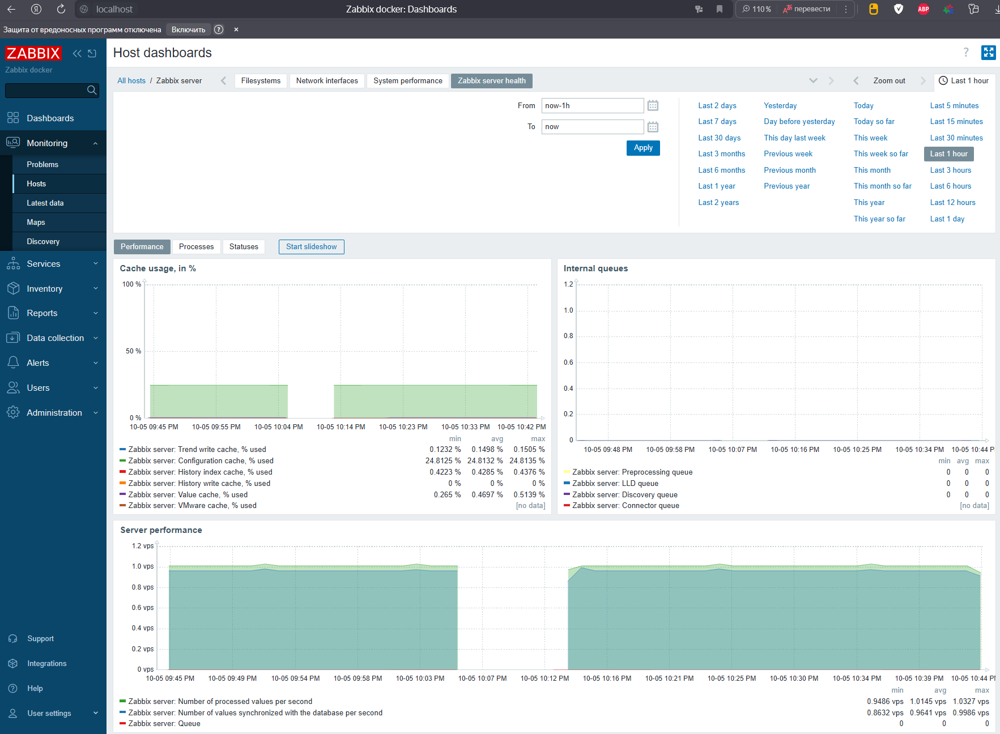 localhost
Zabbix docker: Dashboards
110 %
перевести
ABP
Защита от вредоносных программ отключена Включить ? ×
ZABBIX
Zabbix docker
Dashboards
Monitoring
Problems
Hosts
Latest data
Maps
Discovery
Services
Inventory
Reports
Data collection
Alerts
Users
Administration
Support
Integrations
Help
User settings
Host dashboards
?
All hosts / Zabbix server
Filesystems Network interfaces System performance Zabbix server health
Zoom out
Last 1 hour
From now-1h
To now
Apply
Last 2 days Yesterday Today Last 5 minutes
Last 7 days Day before yesterday Today so far Last 15 minutes
Last 30 days This day last week This week Last 30 minutes
Last 3 months Previous week This week so far Last 1 hour
Last 6 months Previous month This month Last 3 hours
Last 1 year Previous year This month so far Last 6 hours
Last 2 years This year Last 12 hours
This year so far Last 1 day
Performance Processes Statuses Start slideshow
Cache usage, in %
100 %
50 %
0 %
10-05 09:45 PM 10-05 09:55 PM 10-05 10:04 PM 10-05 10:14 PM 10-05 10:23 PM 10-05 10:33 PM 10-05 10:42 PM
min avg max
Zabbix server: Trend write cache, % used 0.1232 % 0.1498 % 0.1505 %
Zabbix server: Configuration cache, % used 24.8125 % 24.8132 % 24.8135 %
Zabbix server: History index cache, % used 0.4223 % 0.4285 % 0.4376 %
Zabbix server: History write cache, % used 0 % 0 % 0 %
Zabbix server: Value cache, % used 0.265 % 0.4697 % 0.5139 %
Zabbix server: VMware cache, % used [no data]
Internal queues
1.2
1.0
0.8
0.6
0.4
0.2
0
10-05 09:48 PM 10-05 09:58 PM 10-05 10:07 PM 10-05 10:16 PM 10-05 10:25 PM 10-05 10:34 PM 10-05 10:44 P
min avg max
Zabbix server: Preprocessing queue 0 0 0
Zabbix server: LLD queue 0 0 0
Zabbix server: Discovery queue 0 0 0
Zabbix server: Connector queue [no data]
Server performance
1.2 vps
1.0 vps
0.8 vps
0.6 vps
0.4 vps
0.2 vps
0 vps
10-05 09:45 PM 10-05 09:49 PM 10-05 09:54 PM 10-05 09:58 PM 10-05 10:03 PM 10-05 10:07 PM 10-05 10:12 PM 10-05 10:16 PM 10-05 10:21 PM 10-05 10:25 PM 10-05 10:30 PM 10-05 10:34 PM 10-05 10:39 PM 10-05 10:44 P
min avg max
Zabbix server: Number of processed values per second 0.9486 vps 1.0145 vps 1.0327 vps
Zabbix server: Number of values synchronized with the database per second 0.8632 vps 0.9641 vps 0.9986 vps
Zabbix server: Queue 0 0 0